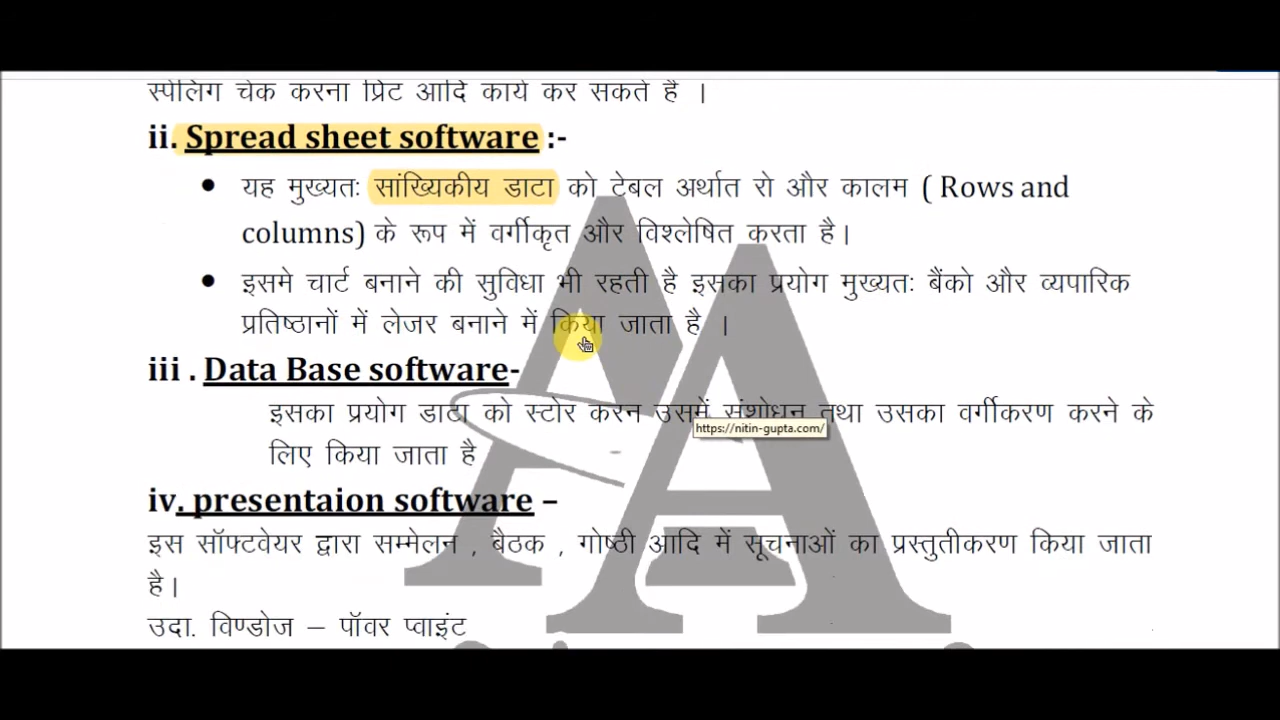 स्पेलिंग चेक करना प्रिंट आदि कार्य कर सकते है ।
ii. Spread sheet software :-
• यह मुख्यतः सांख्यिकीय डाटा को टेबल अर्थात रो और कालम ( Rows and
columns) के रूप में वर्गीकृत और विश्लेषित करता है।
• इसमे चार्ट बनाने की सुविधा भी रहती है इसका प्रयोग मुख्यतः बैंको और व्यपारिक
प्रतिष्ठानों में लेजर बनाने में किया जाता है ।
iii . Data Base software-
इसका प्रयोग डाटा को स्टोर करन उसमें संशोधन तथा उसका वर्गीकरण करने के
https://nitin-gupta.com/
लिए किया जाता है
iv. presentaion software –
इस सॉफ्टवेयर द्वारा सम्मेलन , बैठक , गोष्ठी आदि में सूचनाओं का प्रस्तुतीकरण किया जाता
है।
उदा. विण्डोज – पॉवर प्वाइंट